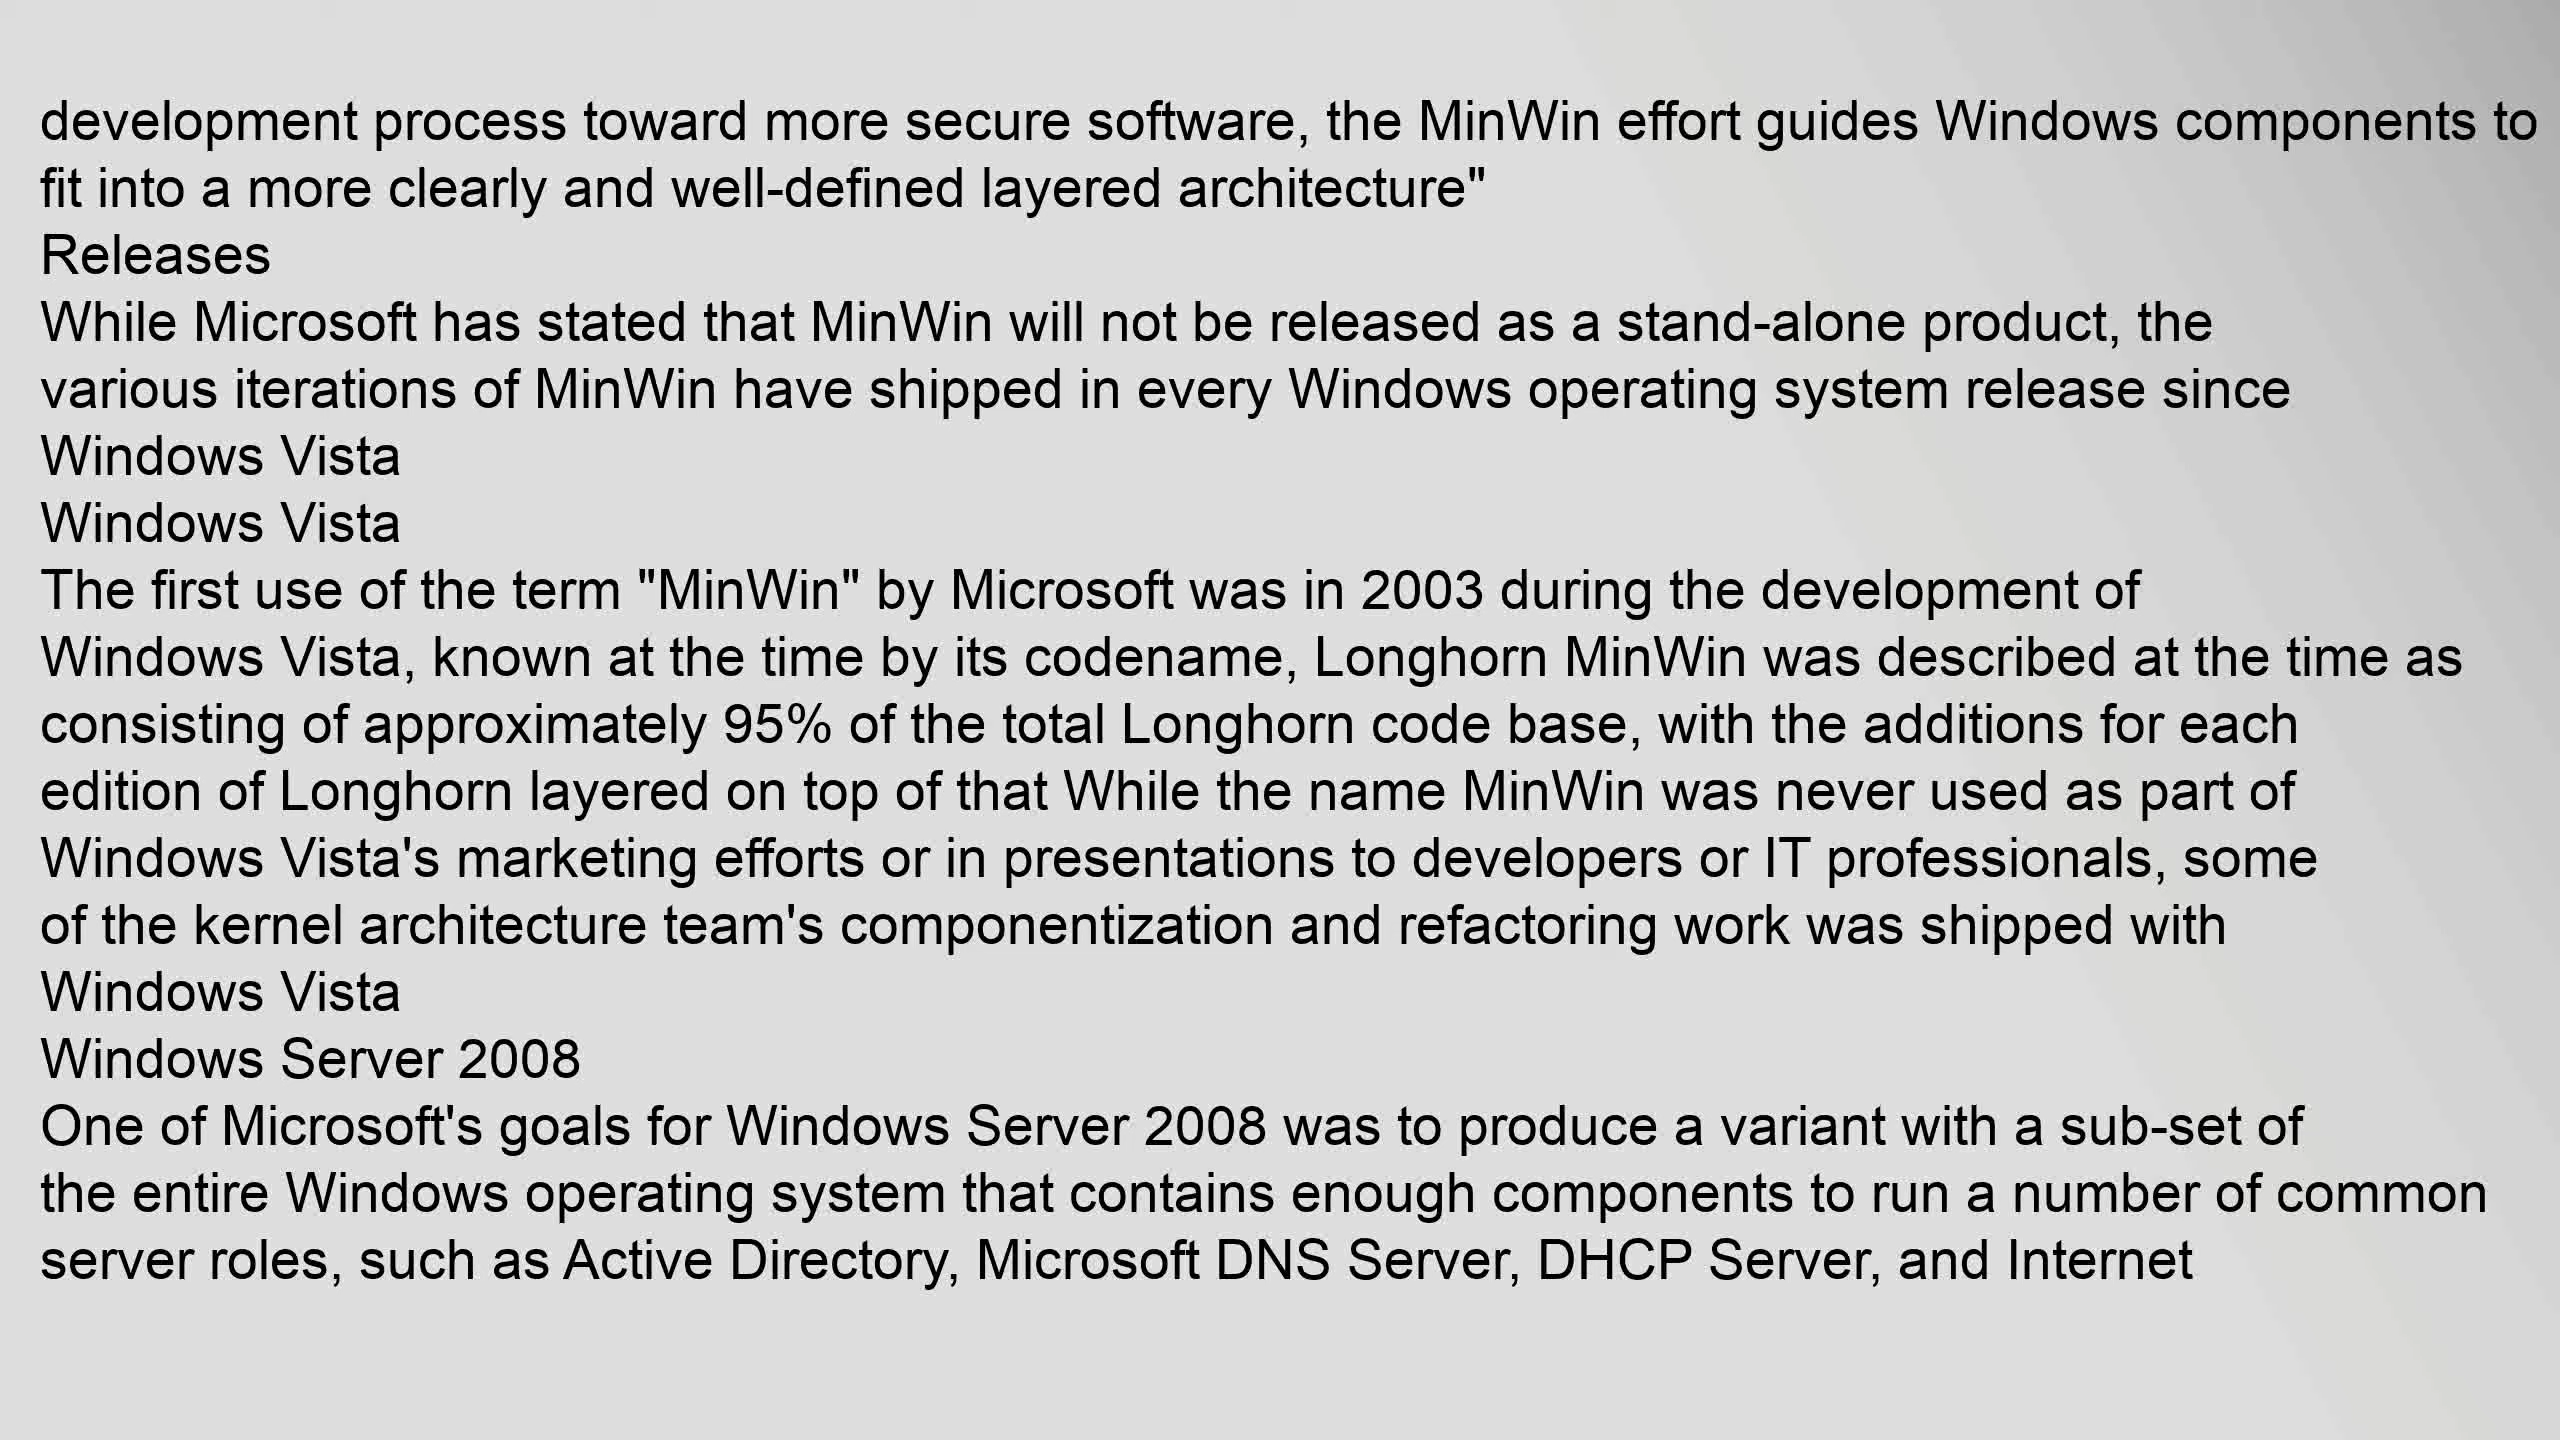 development process toward more secure software, the MinWin effort guides Windows components to
fit into a more clearly and well-defined layered architecture"
Releases
While Microsoft has stated that MinWin will not be released as a stand-alone product, the
various iterations of MinWin have shipped in every Windows operating system release since
Windows Vista
Windows Vista
The first use of the term "MinWin" by Microsoft was in 2003 during the development of
Windows Vista, known at the time by its codename, Longhorn MinWin was described at the time as
consisting of approximately 95% of the total Longhorn code base, with the additions for each
edition of Longhorn layered on top of that While the name MinWin was never used as part of
Windows Vista's marketing efforts or in presentations to developers or IT professionals, some
of the kernel architecture team's componentization and refactoring work was shipped with
Windows Vista
Windows Server 2008
One of Microsoft's goals for Windows Server 2008 was to produce a variant with a sub-set of
the entire Windows operating system that contains enough components to run a number of common
server roles, such as Active Directory, Microsoft DNS Server, DHCP Server, and Internet